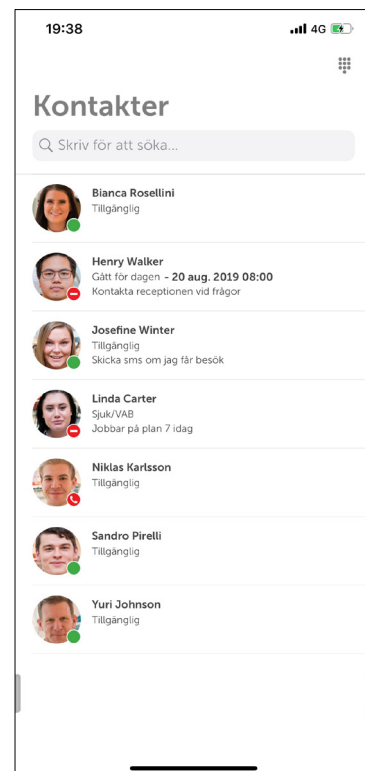 19:38
4G
Kontakter
Skriv för att söka...
Bianca Rosellini
Tillgänglig
Henry Walker
Gått för dagen - 20 aug. 2019 08:00
Kontakta receptionen vid frågor
Josefine Winter
Tillgänglig
Skicka sms om jag får besök
Linda Carter
Sjuk/VAB
Jobbar på plan 7 idag
Niklas Karlsson
Tillgänglig
Sandro Pirelli
Tillgänglig
Yuri Johnson
Tillgänglig